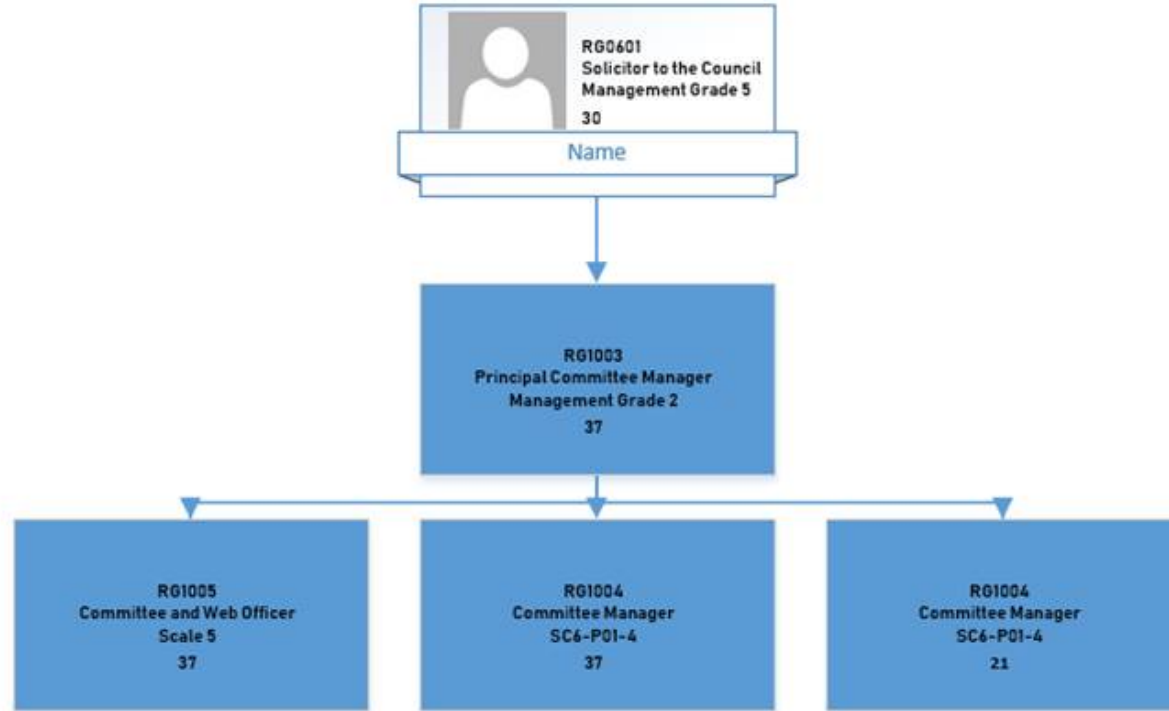 RG0601
Solicitor to the Council
Management Grade 5
30
Name
RG1003
Principal Committee Manager
Management Grade 2
37
RG1005
Committee and Web Officer
Scale 5
37
RG1004
Committee Manager
SC6-P01-4
37
RG1004
Committee Manager
SC6-P01-4
21